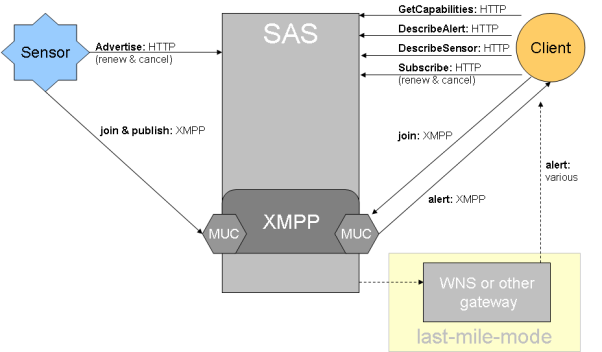 GetCapabilities: HTTP
SAS
DescribeAlert: HTTP
Sensor
Advertise: HTTP
(renew & cancel)
DescribeSensor: HTTP
Client
Subscribe: HTTP
(renew & cancel)
join & publish: XMPP
join: XMPP
alert:
various
alert: XMPP
MUC
XMPP
MUC
WNS or other
gateway
last-mile-mode